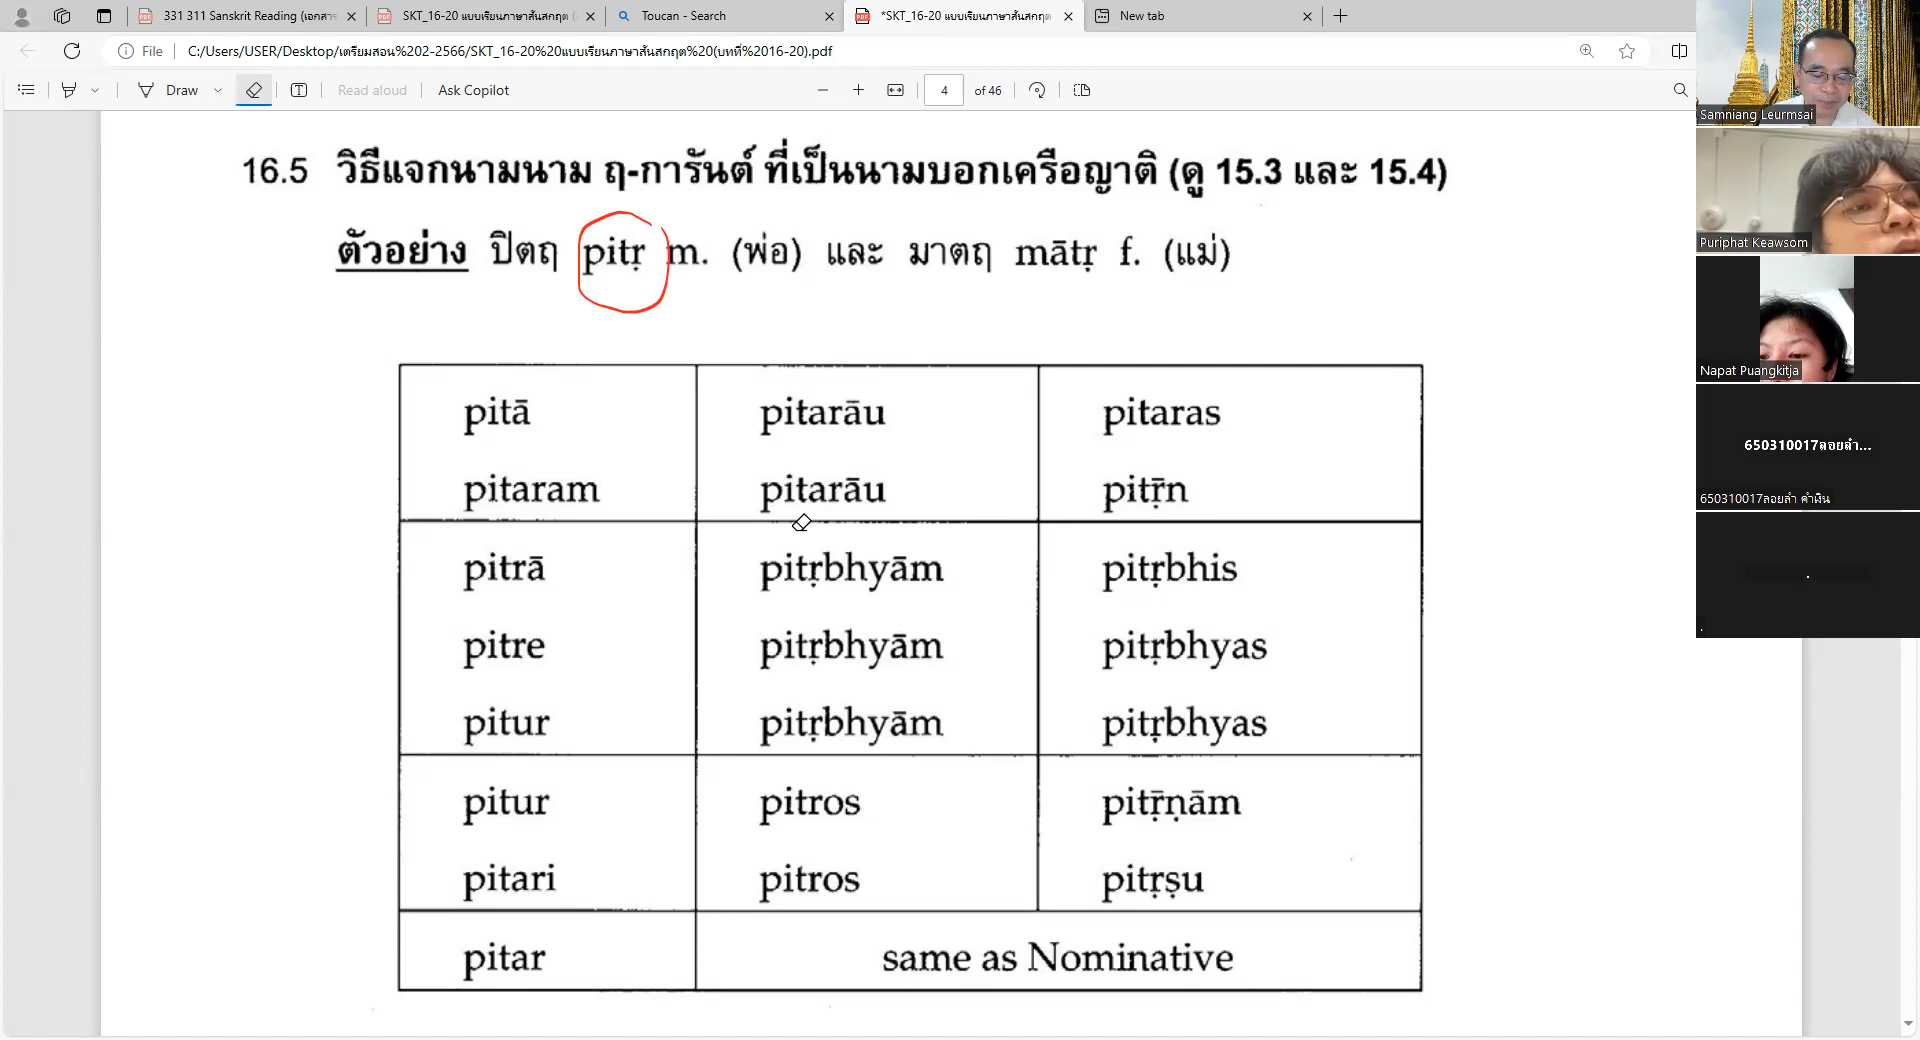 331 311 Sanskrit Reading (เอกสาร
SKT_16-20 แบบเรียนภาษาสันสกฤต (
Toucan - Search
*SKT_16-20 แบบเรียนภาษาสันสกฤต
New tab
File
C:/Users/USER/Desktop/เตรียมสอน%202-2566/SKT_16-20%20แบบเรียนภาษาสันสกฤต%20(บทที่%2016-20).pdf
Draw
Read aloud
Ask Copilot
4
of 46
16.5 วิธีแจกนามนาม ฤ-การันต์ ที่เป็นนามบอกเครือญาติ (ดู 15.3 และ 15.4)
ตัวอย่าง ปิตฤ pitṛ m. (พ่อ) และ มาตฤ mātṛ f. (แม่)
pitā pitarāu pitaras
pitaram pitarāu pitṝn
pitrā pitṛbhyām pitṛbhis
pitre pitṛbhyām pitṛbhyas
pitur pitṛbhyām pitṛbhyas
pitur pitros pitṝṇām
pitari pitros pitṛṣu
pitar same as Nominative
Samniang Leurmsai
Puriphat Keawsom
Napat Puangkitja
650310017ลอยลำ...
650310017ลอยลำ คำผิน
.
.